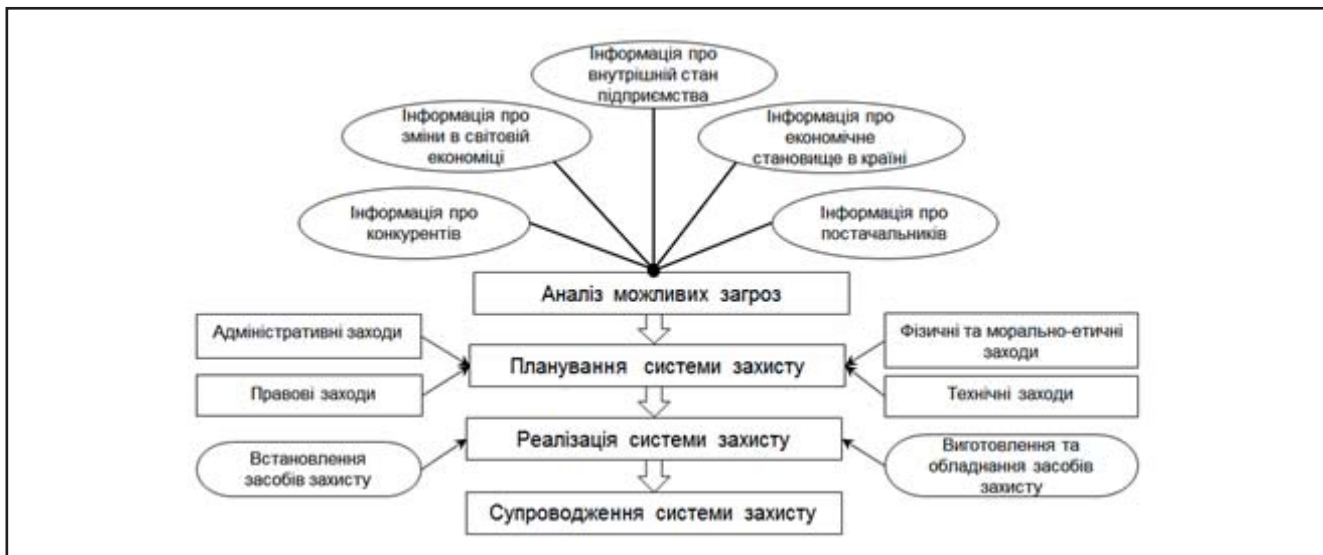 Інформація про
внутрішній стан
підприємства
Інформація про
зміни в світовій
економіці
Інформація про
економічне
становище в країні
Інформація про
конкурентів
Інформація про
постачальників
Аналіз можливих загроз
Адміністративні заходи
Фізичні та морально-етичні
заходи
Планування системи захисту
Правові заходи
Технічні заходи
Реалізація системи захисту
Встановлення
засобів захисту
Виготовлення та
обладнання засобів
захисту
Супроводження системи захисту